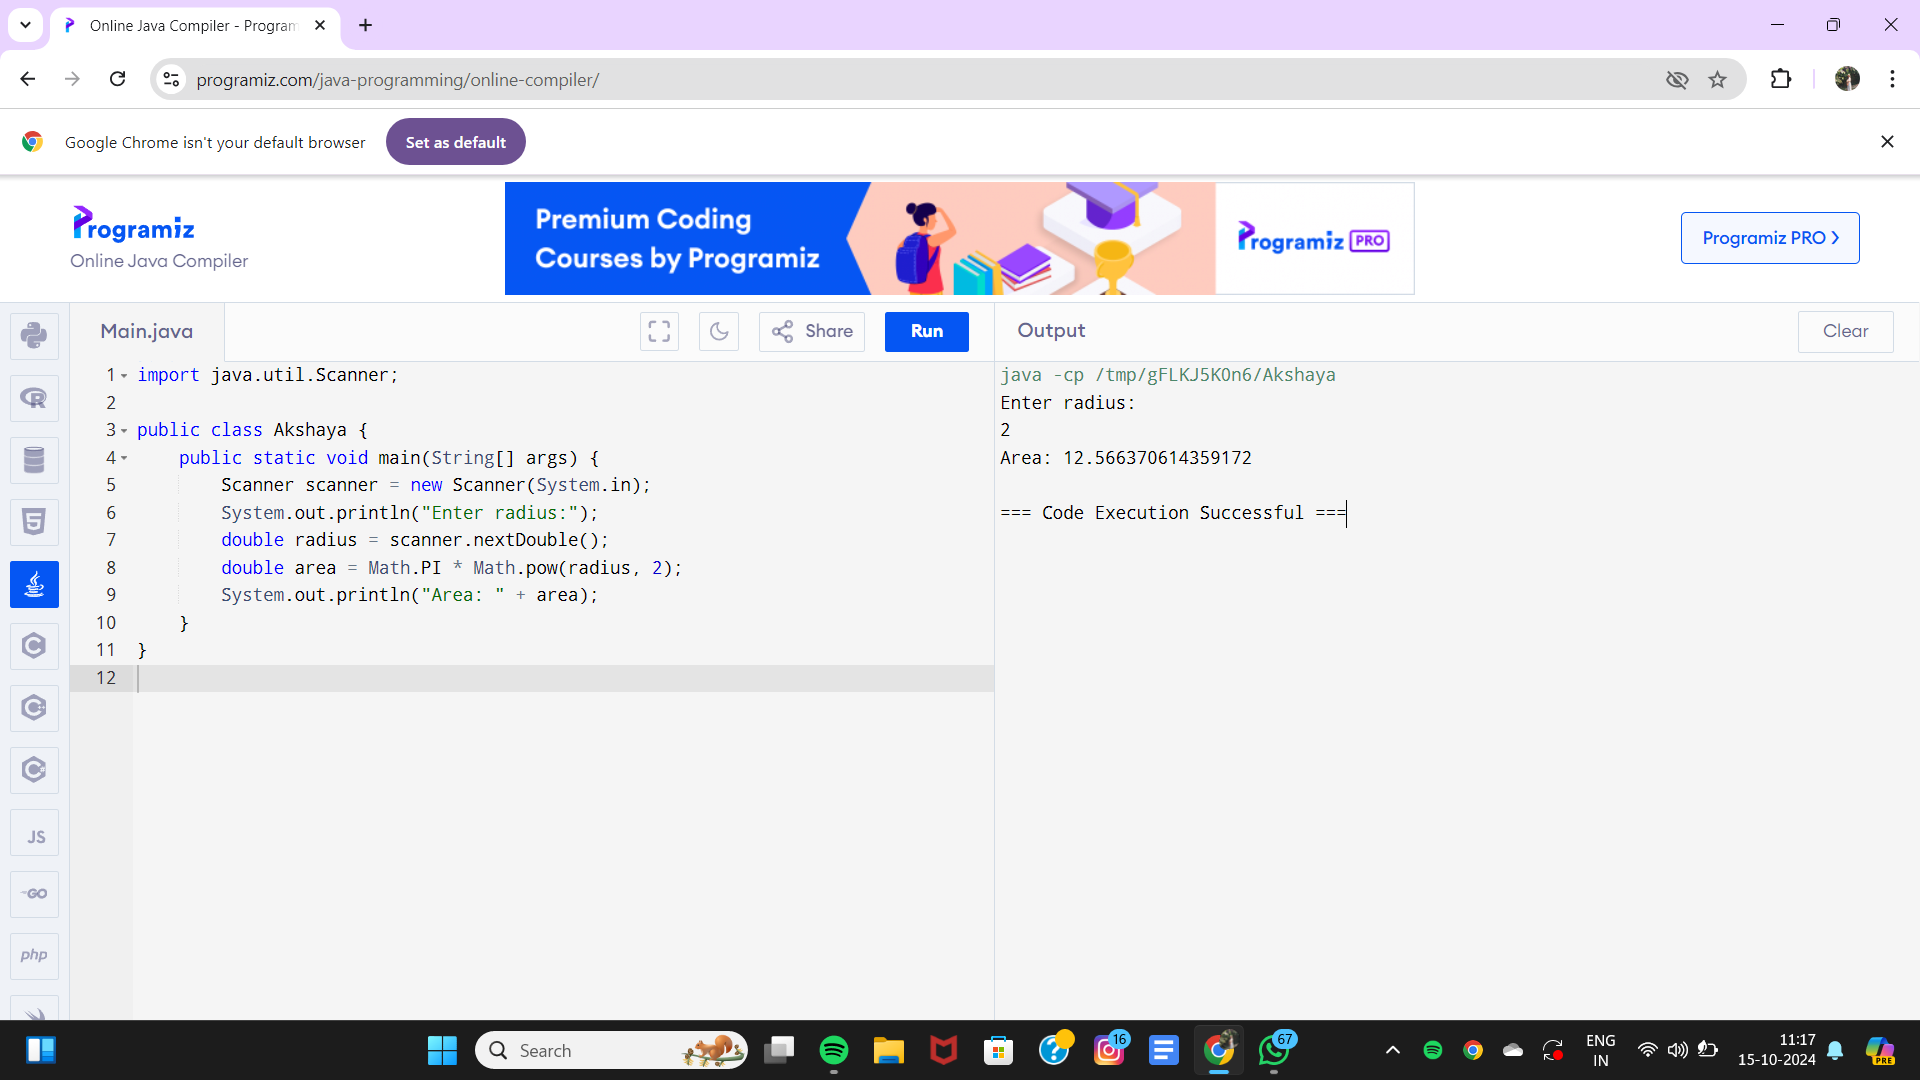 Online Java Compiler - Program
programiz.com/java-programming/online-compiler/
Google Chrome isn't your default browser
Set as default
Programiz
Online Java Compiler
Premium Coding
Courses by Programiz
Programiz PRO
Programiz PRO
Main.java
Share
Run
Output
Clear
1 import java.util.Scanner;
2
3 public class Akshaya {
4     public static void main(String[] args) {
5         Scanner scanner = new Scanner(System.in);
6         System.out.println("Enter radius:");
7         double radius = scanner.nextDouble();
8         double area = Math.PI * Math.pow(radius, 2);
9         System.out.println("Area: " + area);
10     }
11 }
12
java -cp /tmp/gFLKJ5KOn6/Akshaya
Enter radius:
2
Area: 12.566370614359172
=== Code Execution Successful ===
R
5
C
C
C
JS
GO
php
Search
16
67
ENG
IN
11:17
15-10-2024
PRE